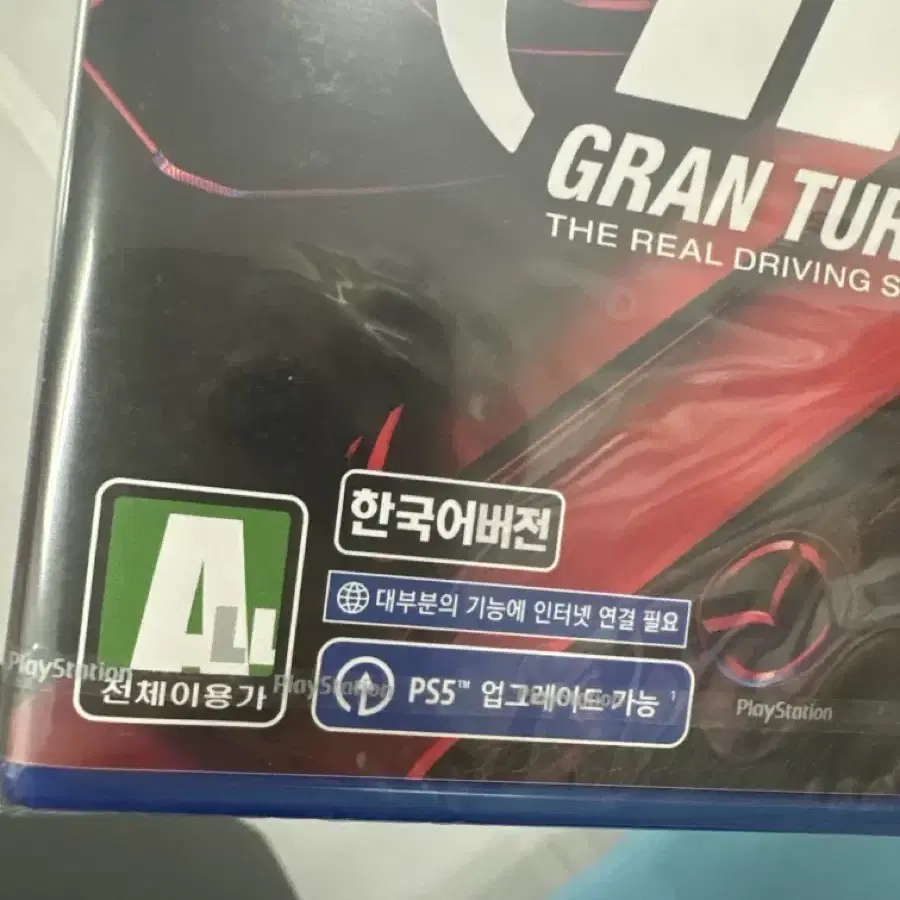 GRAN TUR
THE REAL DRIVING S
한국어버전
대부분의 기능에 인터넷 연결 필요
PS5™ 업그레이드 가능 1
ALL
전체이용가
PlayStation PlayStation PlayStation PlayStation